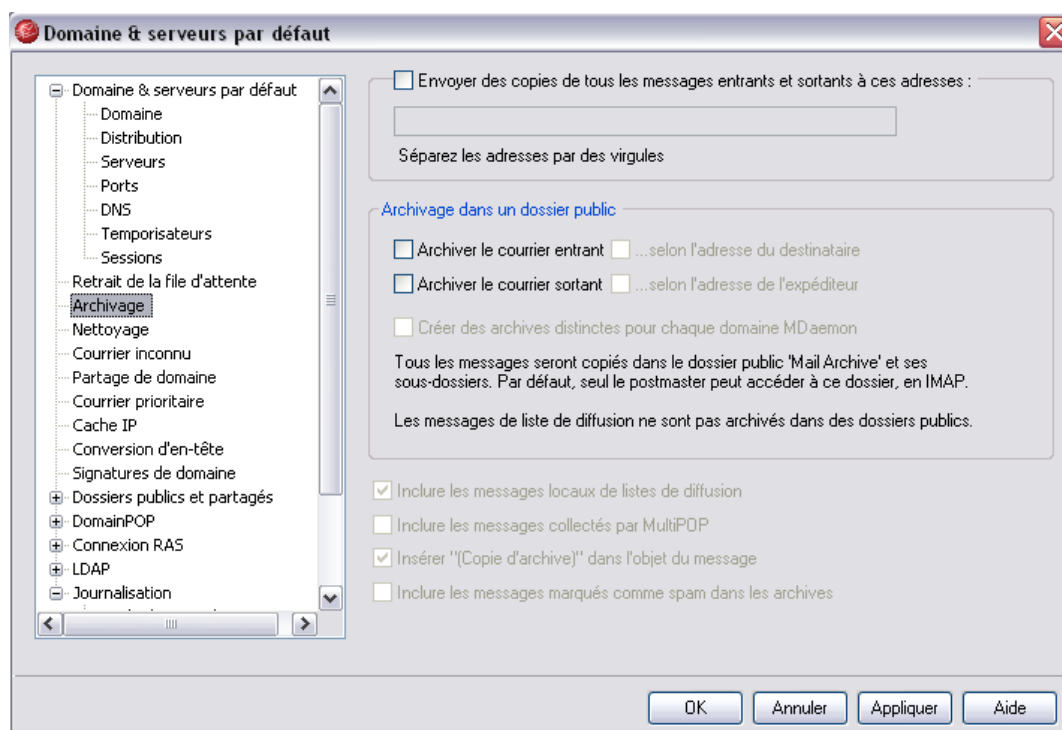 Domaine & serveurs par défaut
Domaine & serveurs par défaut
Domaine
Distribution
Serveurs
Ports
DNS
Temporisateurs
Sessions
Retrait de la file d'attente
Archivage
Nettoyage
Courrier inconnu
Partage de domaine
Courrier prioritaire
Cache IP
Conversion d'en-tête
Signatures de domaine
Dossiers publics et partagés
DomainPOP
Connexion RAS
LDAP
Journalisation
Envoyer des copies de tous les messages entrants et sortants à ces adresses :
Séparez les adresses par des virgules
Archivage dans un dossier public
Archiver le courrier entrant ...selon l'adresse du destinataire
Archiver le courrier sortant ...selon l'adresse de l'expéditeur
Créer des archives distinctes pour chaque domaine MDaemon
Tous les messages seront copiés dans le dossier public 'Mail Archive' et ses
sous-dossiers. Par défaut, seul le postmaster peut accéder à ce dossier, en IMAP.
Les messages de liste de diffusion ne sont pas archivés dans des dossiers publics.
Inclure les messages locaux de listes de diffusion
Inclure les messages collectés par MultiPOP
Insérer "(Copie d'archive)" dans l'objet du message
Inclure les messages marqués comme spam dans les archives
OK
Annuler
Appliquer
Aide